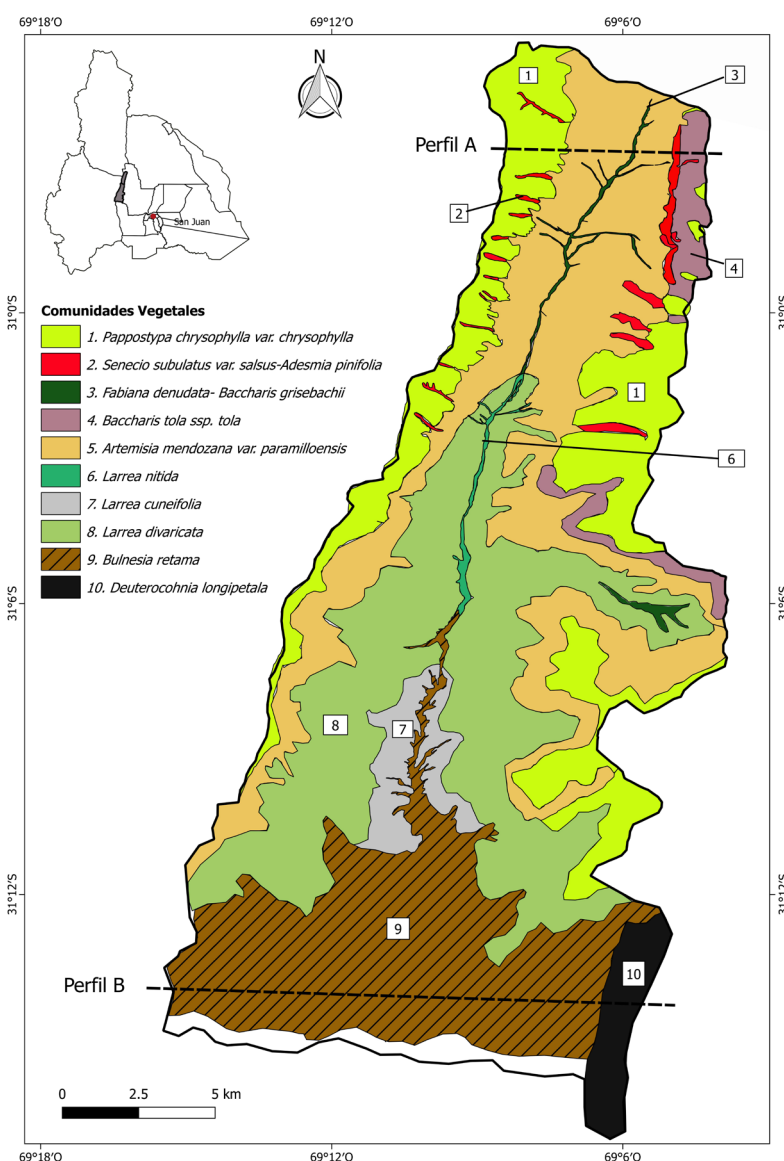 69°18'O 69°12'O 69°6'O
N
1
3
Perfil A
2
San Juan
4
31°0'S 31°0'S
Comunidades Vegetales
1. Pappostypa chrysophylla var. chrysophylla
2. Senecio subulatus var. salsus-Adesmia pinifolia
3. Fabiana denudata- Baccharis grisebachii
1
4. Baccharis tola ssp. tola
5. Artemisia mendozana var. paramilloensis
6
6. Larrea nitida
7. Larrea cuneifolia
8. Larrea divaricata
9. Bulnesia retama
10. Deuterocohnia longipetala
31°6'S 31°6'S
8
7
31°12'S 31°12'S
9
10
Perfil B
0 2.5 5 km
69°18'O 69°12'O 69°6'O